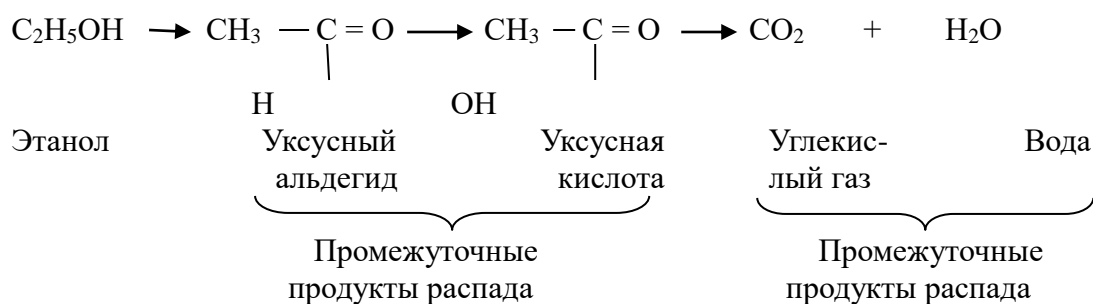 C₂H₅OH → CH₃ — C = O → CH₃ — C = O → CO₂ + H₂O
H OH
Этанол Уксусный Уксусная Углекис- Вода
альдегид кислота лый газ
Промежуточные Промежуточные
продукты распада продукты распада